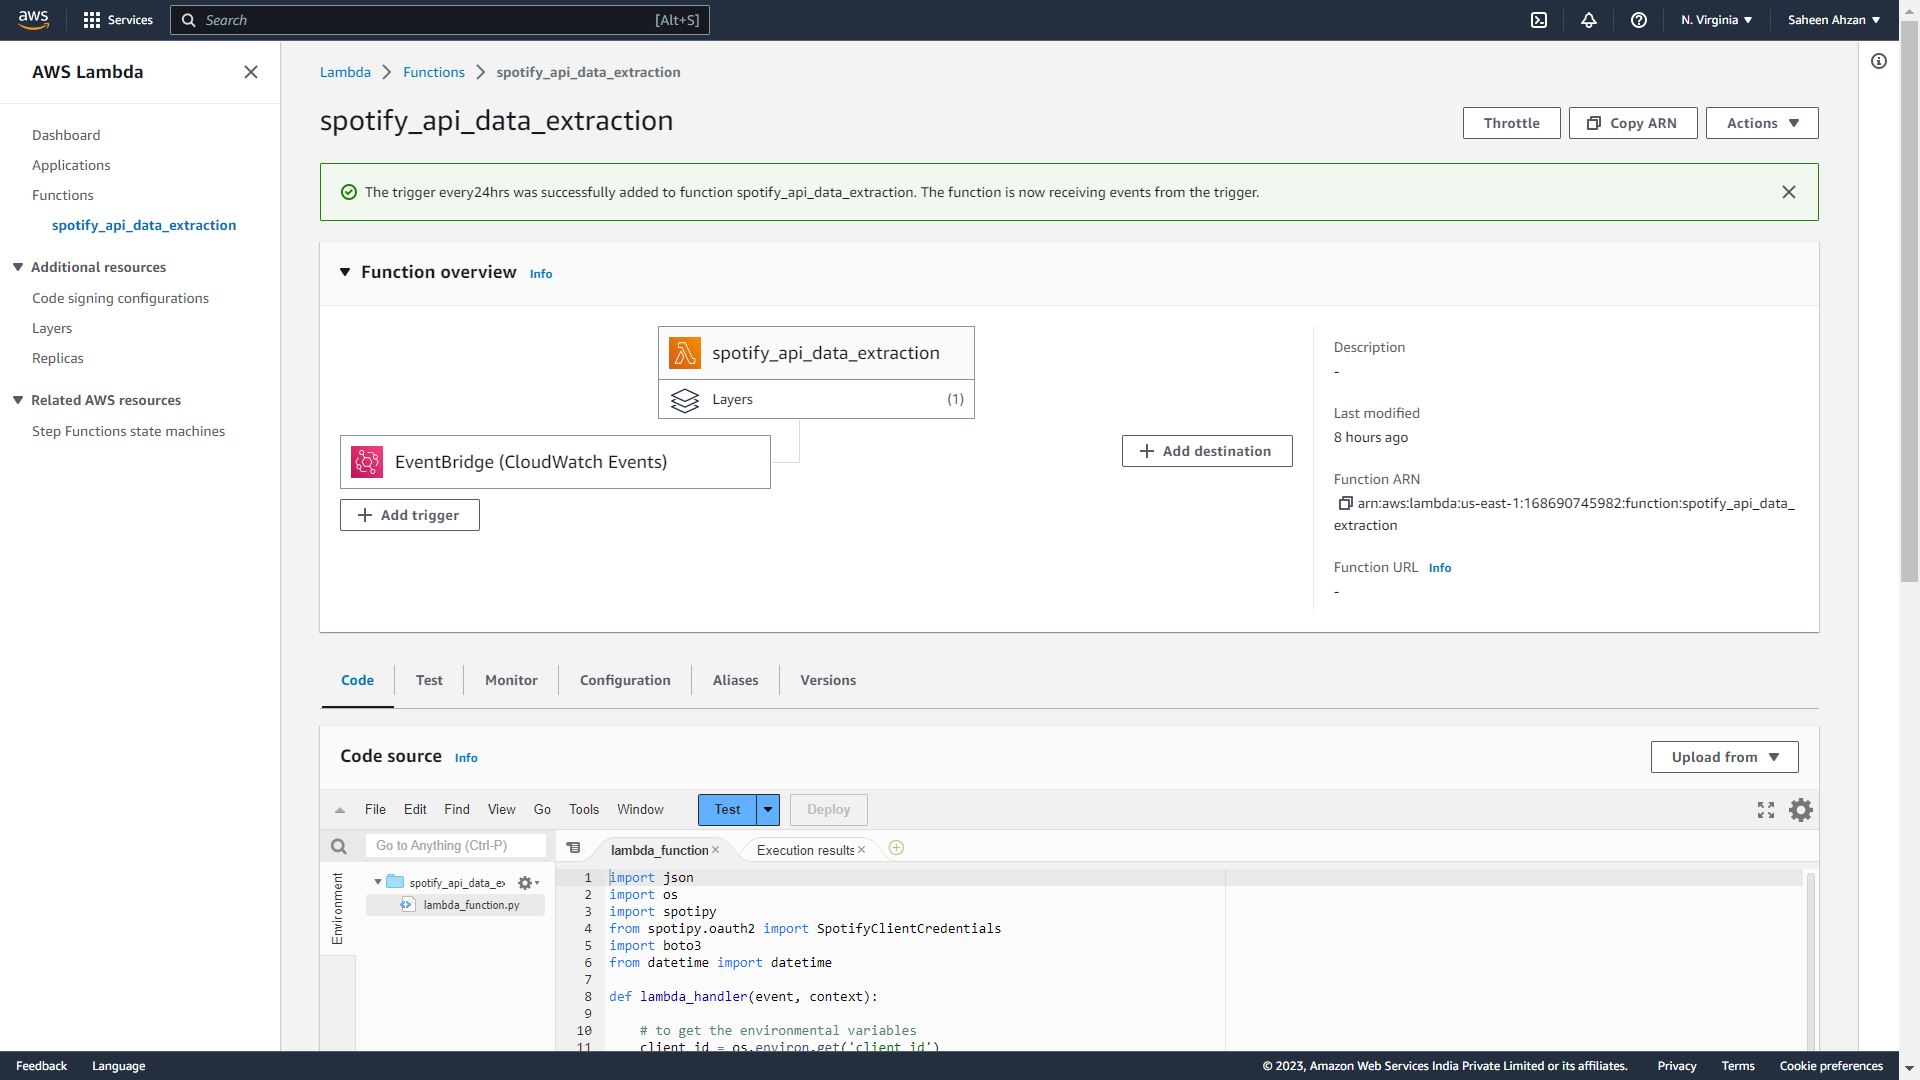 aws
Services
Search
[Alt+S]
N. Virginia
Saheen Ahzan
AWS Lambda
Dashboard
Applications
Functions
spotify_api_data_extraction
Additional resources
Code signing configurations
Layers
Replicas
Related AWS resources
Step Functions state machines
Lambda
Functions
spotify_api_data_extraction
spotify_api_data_extraction
Throttle
Copy ARN
Actions
The trigger every24hrs was successfully added to function spotify_api_data_extraction. The function is now receiving events from the trigger.
Function overview
Info
spotify_api_data_extraction
Layers
(1)
EventBridge (CloudWatch Events)
Add trigger
Add destination
Description
-
Last modified
8 hours ago
Function ARN
arn:aws:lambda:us-east-1:168690745982:function:spotify_api_data_
extraction
Function URL
Info
-
Code
Test
Monitor
Configuration
Aliases
Versions
Code source
Info
Upload from
File
Edit
Find
View
Go
Tools
Window
Test
Deploy
Go to Anything (Ctrl-P)
lambda_function
Execution results
Environment
spotify_api_data_ex
lambda_function.py
1 import json
2 import os
3 import spotipy
4 from spotipy.oauth2 import SpotifyClientCredentials
5 import boto3
6 from datetime import datetime
7
8 def lambda_handler(event, context):
9
10 # to get the environmental variables
11 client_id = os.environ.get('client_id')
Feedback
Language
© 2023, Amazon Web Services India Private Limited or its affiliates.
Privacy
Terms
Cookie preferences